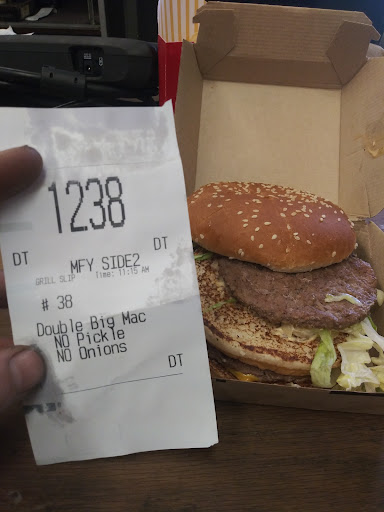 1238
DT DT
MFY SIDE2
GRILL SLIP Time: 11:15 AM
# 38
Double Big Mac
NO Pickle
NO Onions
DT